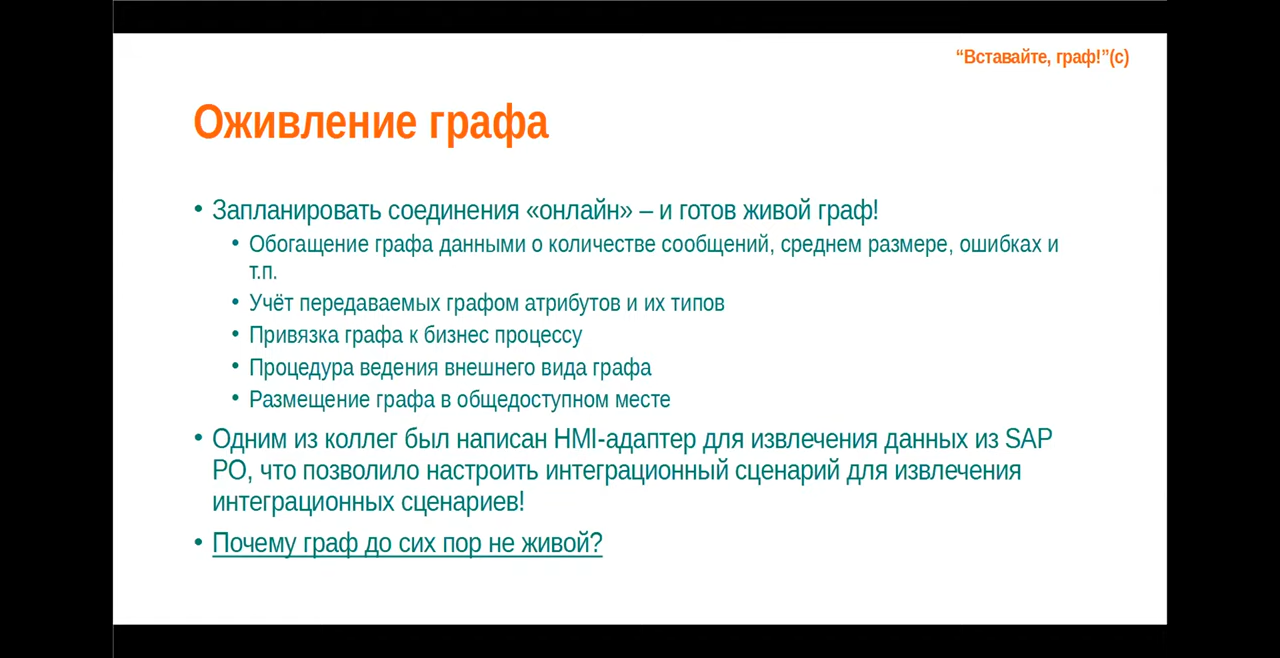 “Вставайте, граф!”(с)
Оживление графа
• Запланировать соединения «онлайн» – и готов живой граф!
• Обогащение графа данными о количестве сообщений, среднем размере, ошибках и
т.п.
• Учёт передаваемых графом атрибутов и их типов
• Привязка графа к бизнес процессу
• Процедура ведения внешнего вида графа
• Размещение графа в общедоступном месте
• Одним из коллег был написан HMI-адаптер для извлечения данных из SAP
PO, что позволило настроить интеграционный сценарий для извлечения
интеграционных сценариев!
• Почему граф до сих пор не живой?